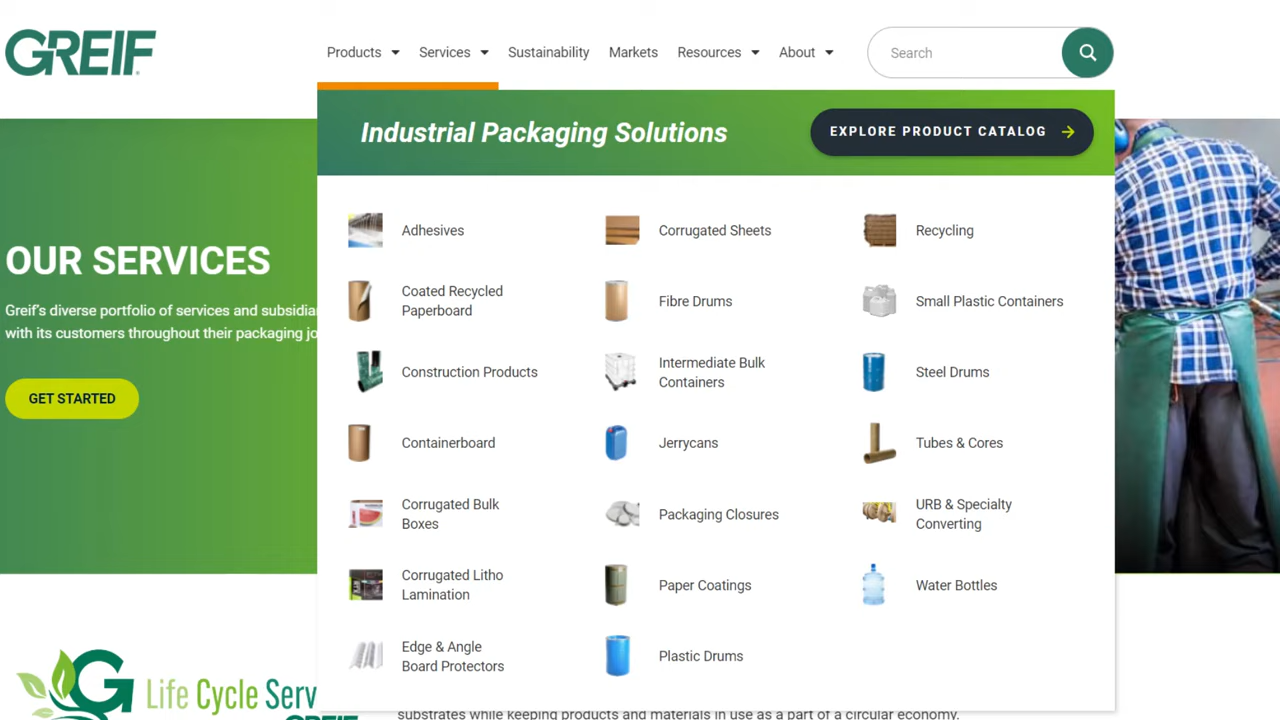 GREIF
Products
Services
Sustainability
Markets
Resources
About
Search
Industrial Packaging Solutions
EXPLORE PRODUCT CATALOG
OUR SERVICES
Greif's diverse portfolio of services and subsidia
with its customers throughout their packaging jo
GET STARTED
Adhesives
Coated Recycled
Paperboard
Construction Products
Containerboard
Corrugated Bulk
Boxes
Corrugated Litho
Lamination
Edge & Angle
Board Protectors
Corrugated Sheets
Fibre Drums
Intermediate Bulk
Containers
Jerrycans
Packaging Closures
Paper Coatings
Plastic Drums
Recycling
Small Plastic Containers
Steel Drums
Tubes & Cores
URB & Specialty
Converting
Water Bottles
G Life Cycle Serv
GREIF
substrates while keeping products and materials in use as a part of a circular economy.